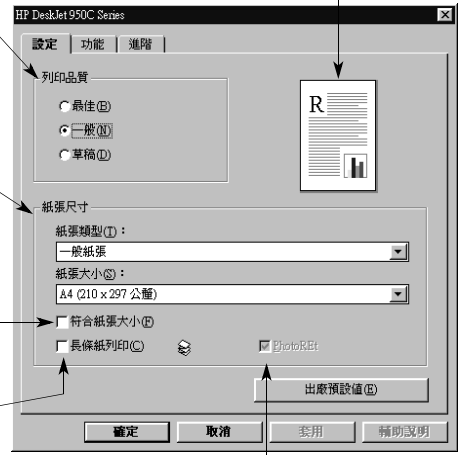 HP DeskJet 950C Series
設定 功能 進階
列印品質
最佳(B)
一般(N)
草稿(D)
R
紙張尺寸
紙張類型(T)：
一般紙張
紙張大小(S)：
A4 (210 x 297 公釐)
符合紙張大小(F)
長條紙列印(C) PhotoREt
出廠預設值(E)
確定 取消 套用 輔助說明